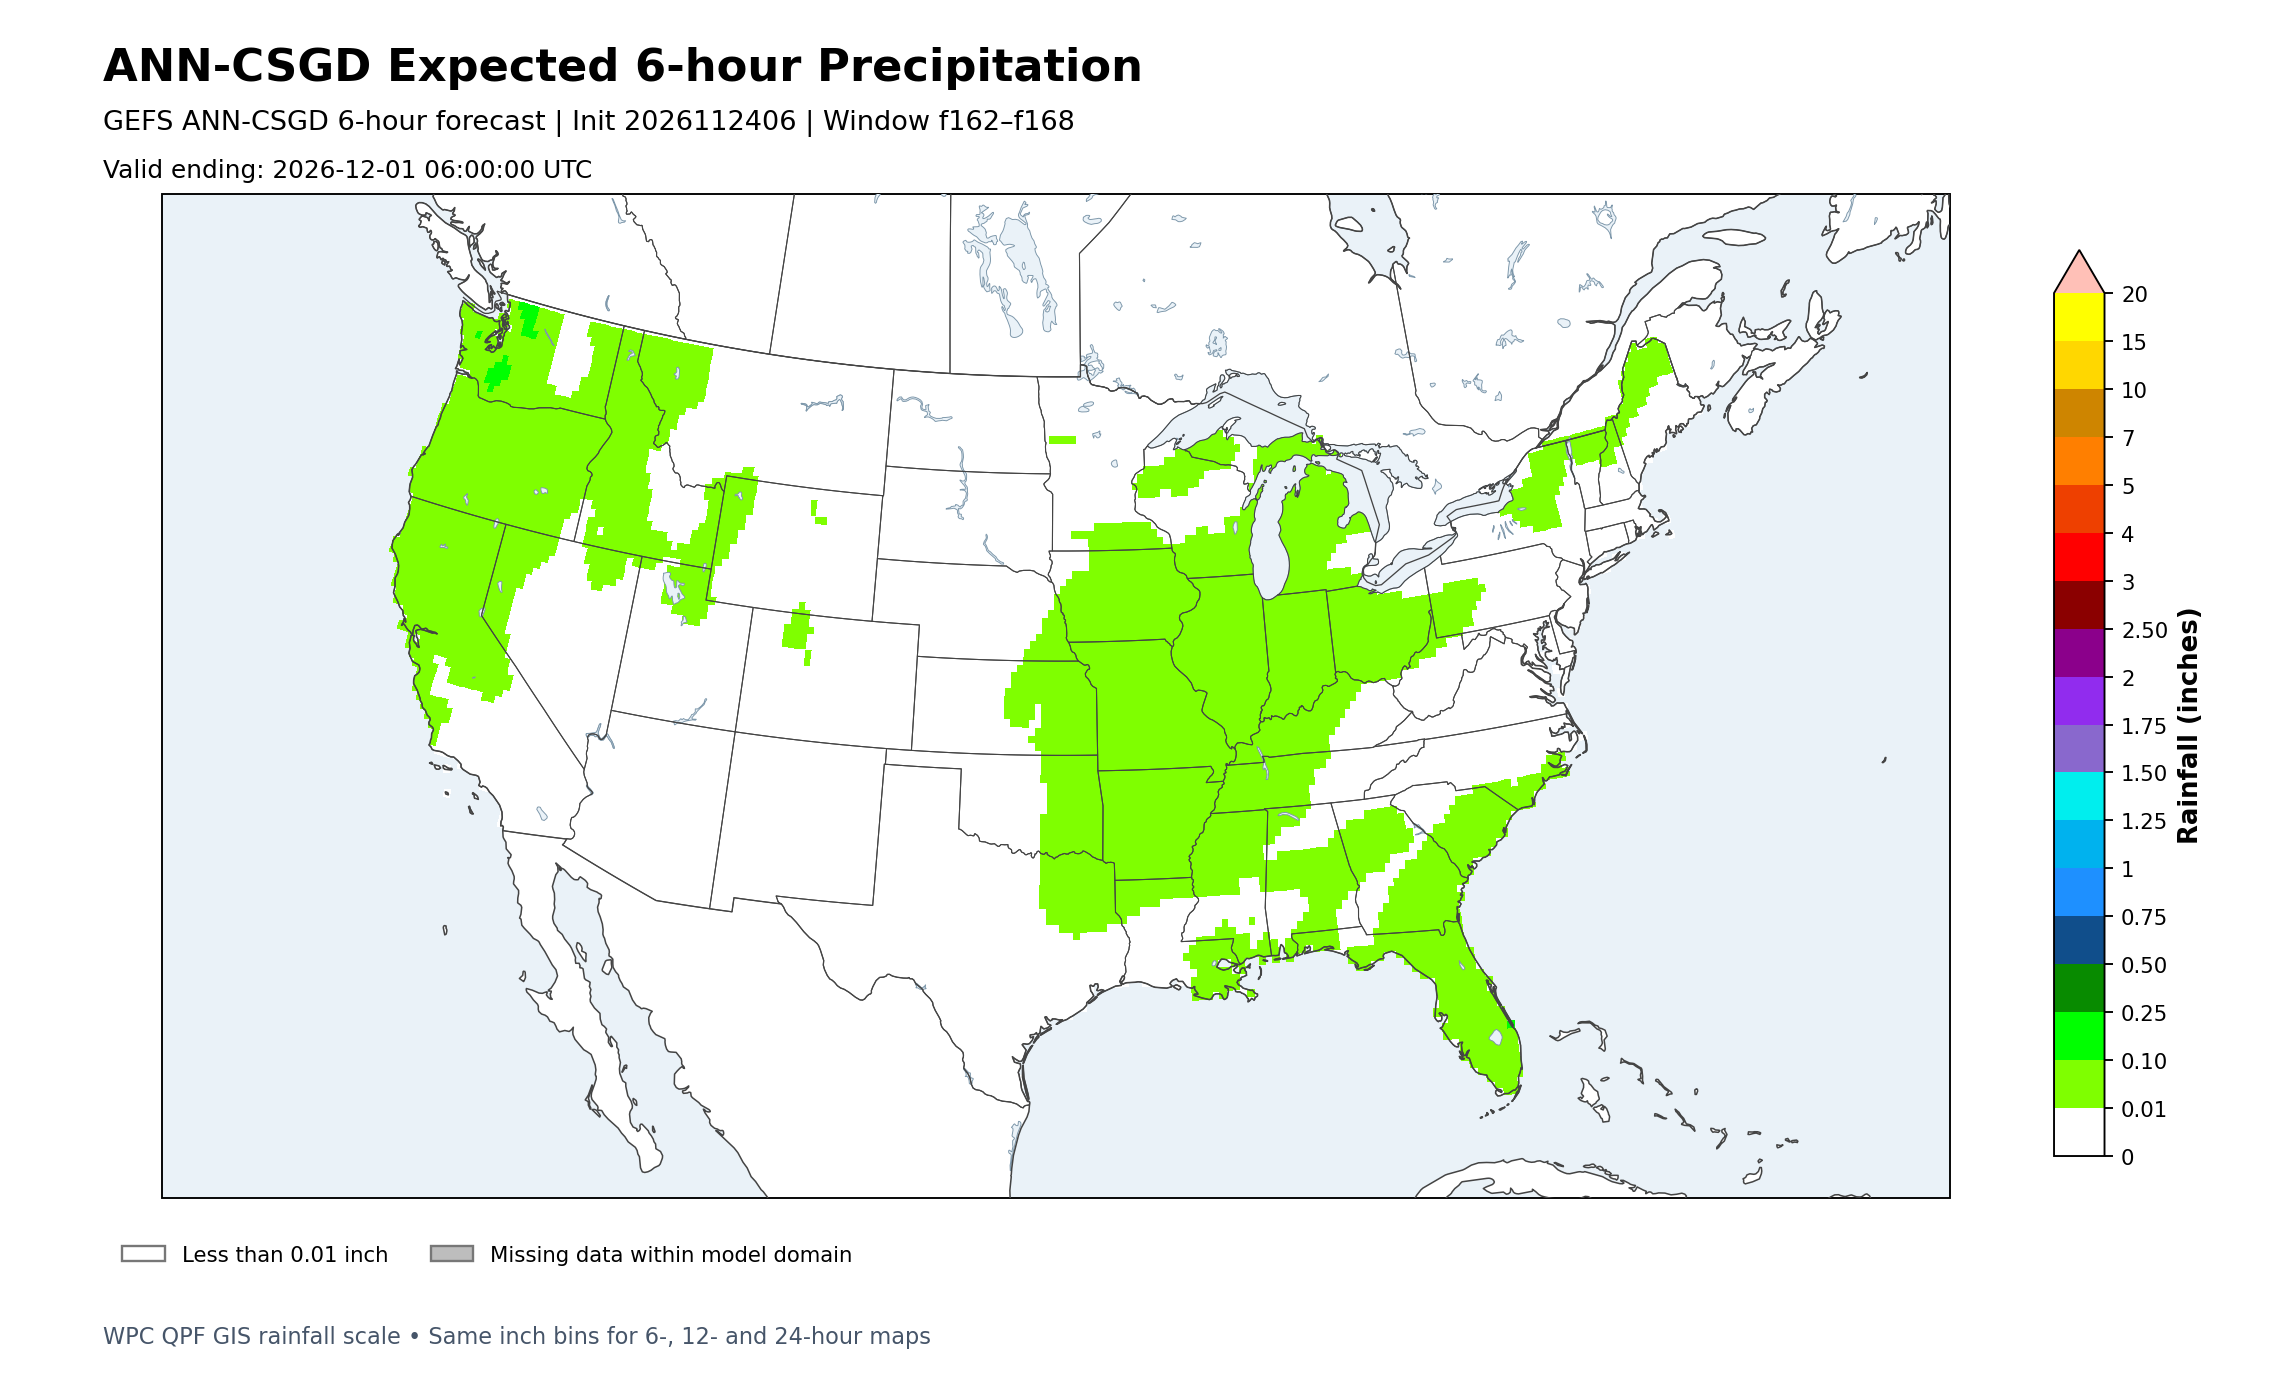 ANN-CSGD Expected 6-hour Precipitation
GEFS ANN-CSGD 6-hour forecast | Init 2026112406 | Window f162–f168
Valid ending: 2026-12-01 06:00:00 UTC
20
15
10
7
5
4
3
2.50
2
1.75
1.50
1.25
1
0.75
0.50
0.25
0.10
0.01
0
Rainfall (inches)
Less than 0.01 inch
Missing data within model domain
WPC QPF GIS rainfall scale • Same inch bins for 6-, 12- and 24-hour maps